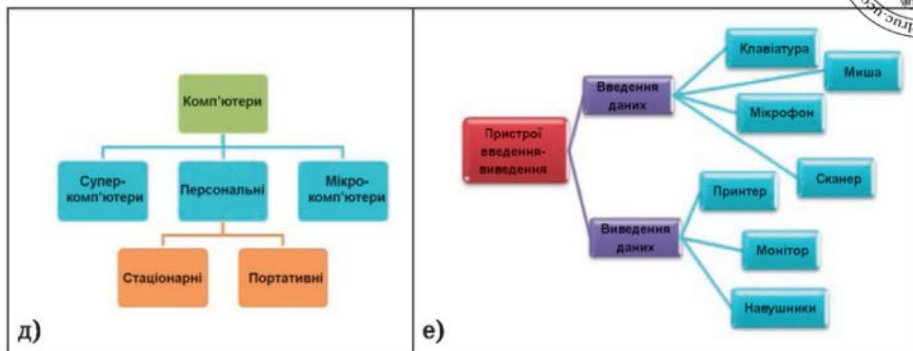 Комп’ютери
Супер-
комп’ютери
Персональні
Мікро-
комп’ютери
Стаціонарні
Портативні
д)
Пристрої
введення-
виведення
Введення
даних
Клавіатура
Миша
Мікрофон
Сканер
Виведення
даних
Принтер
Монітор
Навушники
е)